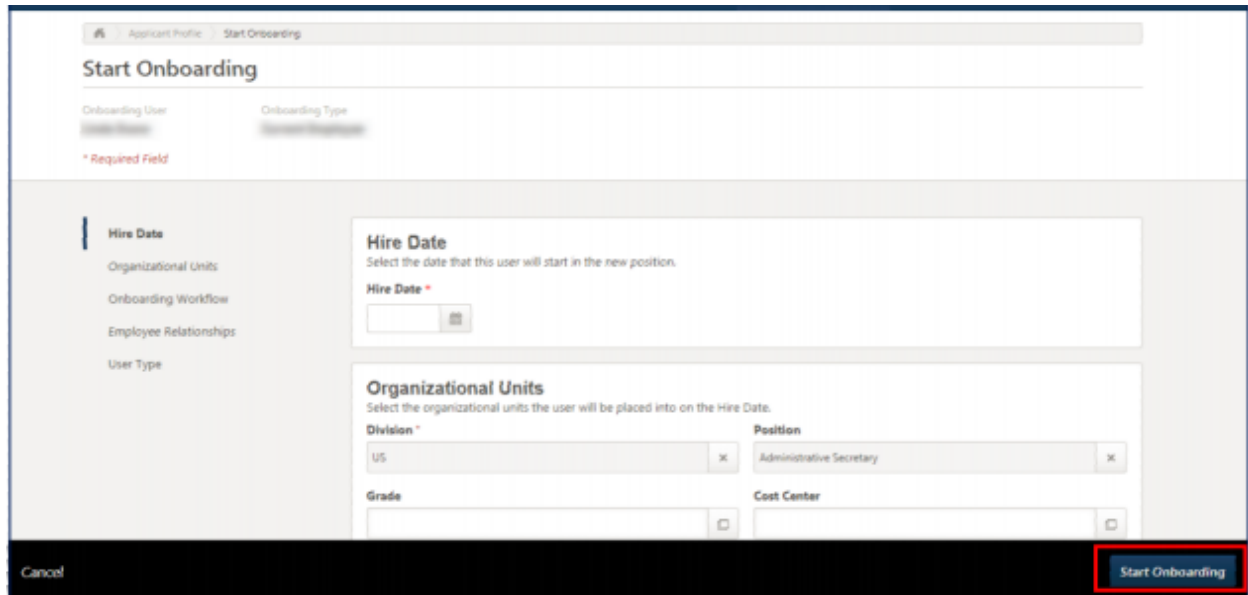 Applicant Profile Start Onboarding
Start Onboarding
Onboarding User Onboarding Type
* Required Field
Hire Date
Organizational Units
Onboarding Workflow
Employee Relationships
User Type
Hire Date
Select the date that this user will start in the new position.
Hire Date *
Organizational Units
Select the organizational units the user will be placed into on the Hire Date.
Division * Position
US Administrative Secretary
Grade Cost Center
Cancel Start Onboarding